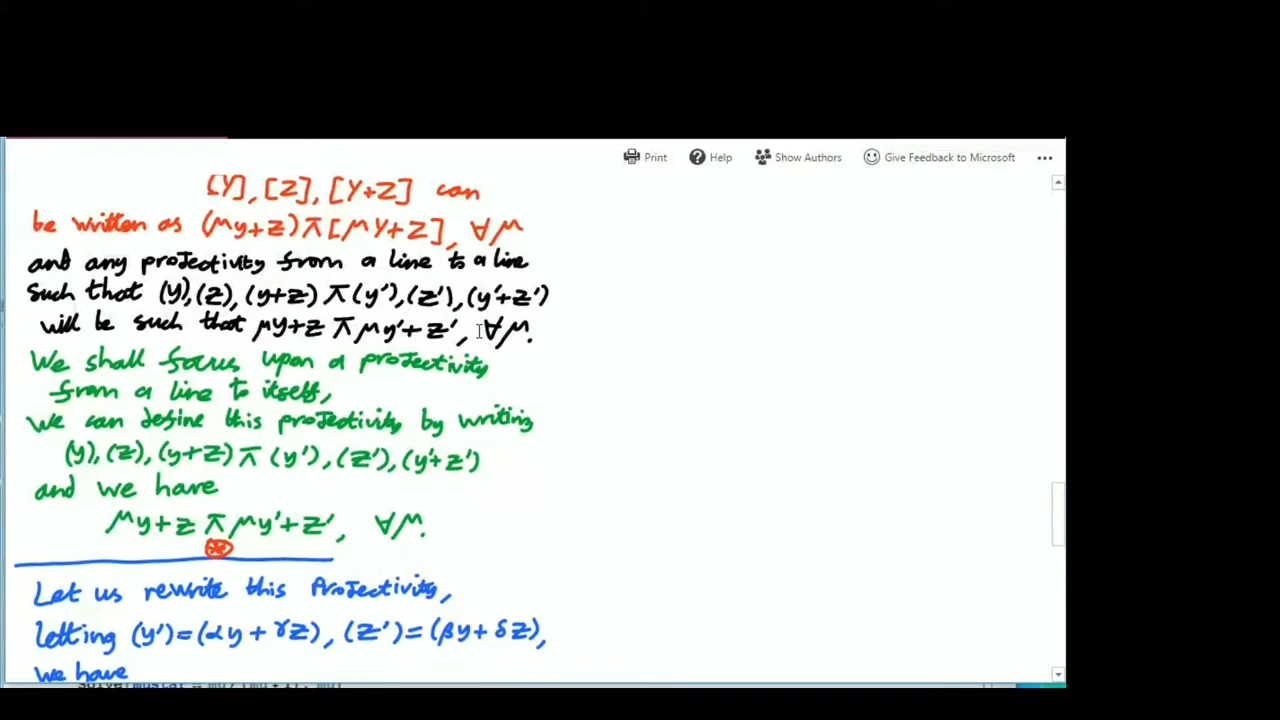 Print Help Show Authors Give Feedback to Microsoft
[Y], [Z], [Y+Z] can
be written as (μy+z)⊼[μY+Z], ∀μ
and any projectivity from a line to a line
such that (y),(z),(y+z) ⊼ (y'),(z'),(y'+z')
will be such that μy+z ⊼ μy'+z', ∀μ.
We shall focus upon a projectivity
from a line to itself,
We can define this projectivity by writing
(y),(z),(y+z) ⊼ (y'),(z'),(y'+z')
and we have
μy+z ⊼ μy'+z', ∀μ.
Let us rewrite this Projectivity,
letting (y')=(αy+γz), (z')=(βy+δz),
we have